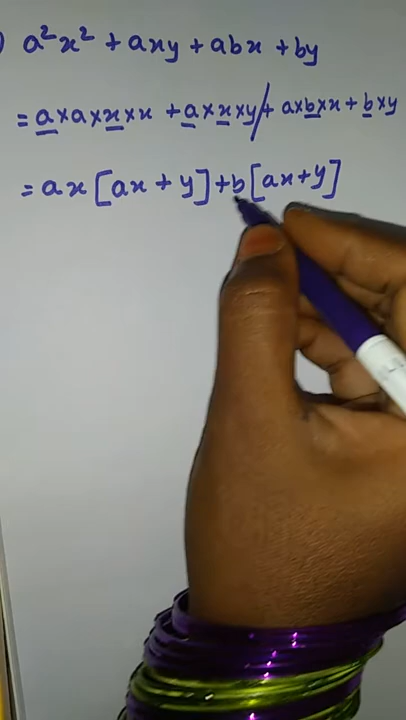 ) a²x² + axy + abx + by
= a×a×x×x + a×x×y/+ a×b×x + b×y
= ax[ax + y] + b[ax+y]